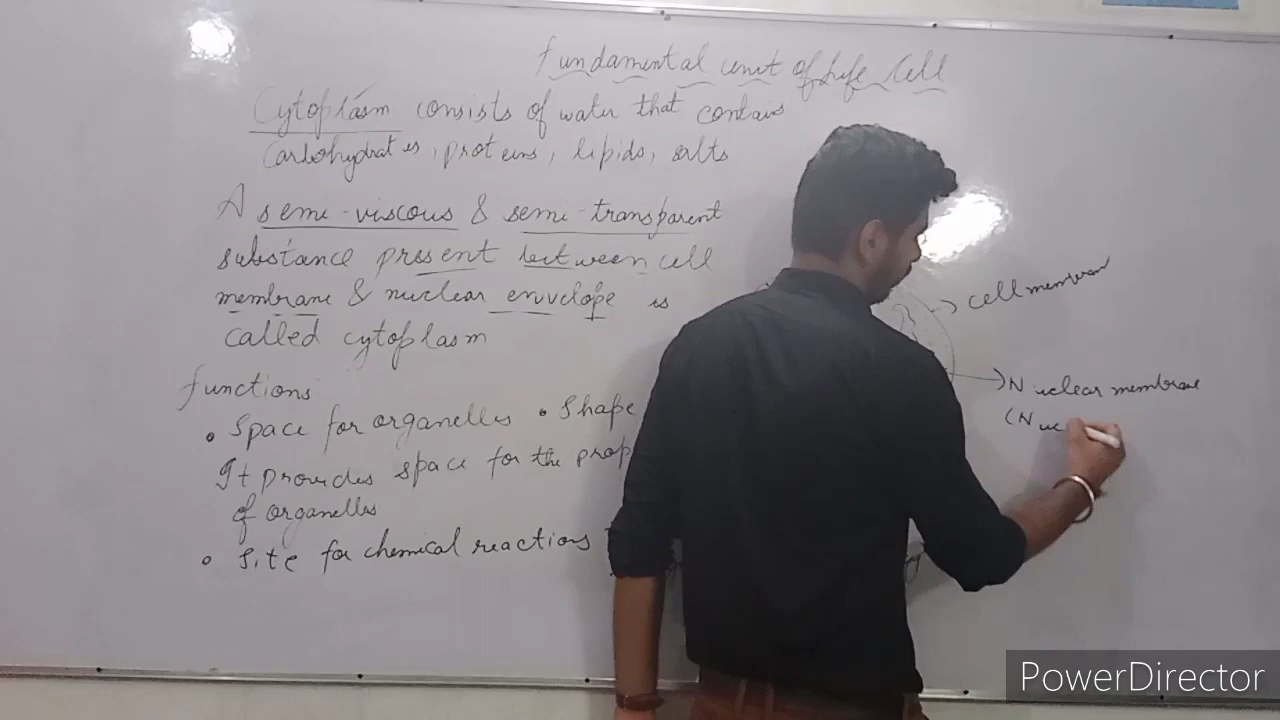 Fundamental unit of Life Cell
Cytoplasm consists of water that contains
Carbohydrates, proteins, lipids, salts
A semi-viscous & semi-transparent
substance present between cell
membrane & nuclear envelope is
called cytoplasm
Functions
• Space for organelles • Shape
It provides space for the prop
of organelles
• Site for chemical reactions
cell membran
Nuclear membrane
(Nuc
PowerDirector